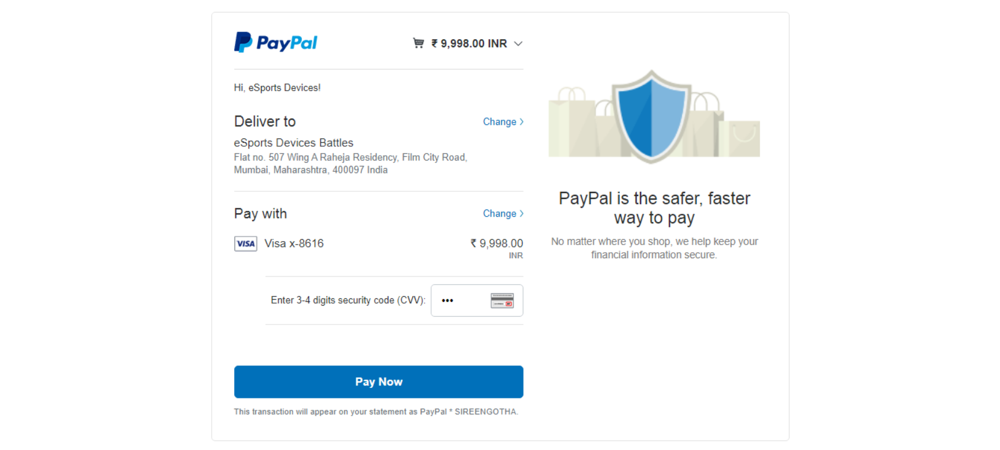 PayPal
₹ 9,998.00 INR
Hi, eSports Devices!
Deliver to
Change >
eSports Devices Battles
Flat no. 507 Wing A Raheja Residency, Film City Road,
Mumbai, Maharashtra, 400097 India
Pay with
Change >
VISA Visa x-8616
₹ 9,998.00
INR
Enter 3-4 digits security code (CVV): •••
Pay Now
This transaction will appear on your statement as PayPal * SIREENGOTHA.
PayPal is the safer, faster
way to pay
No matter where you shop, we help keep your
financial information secure.